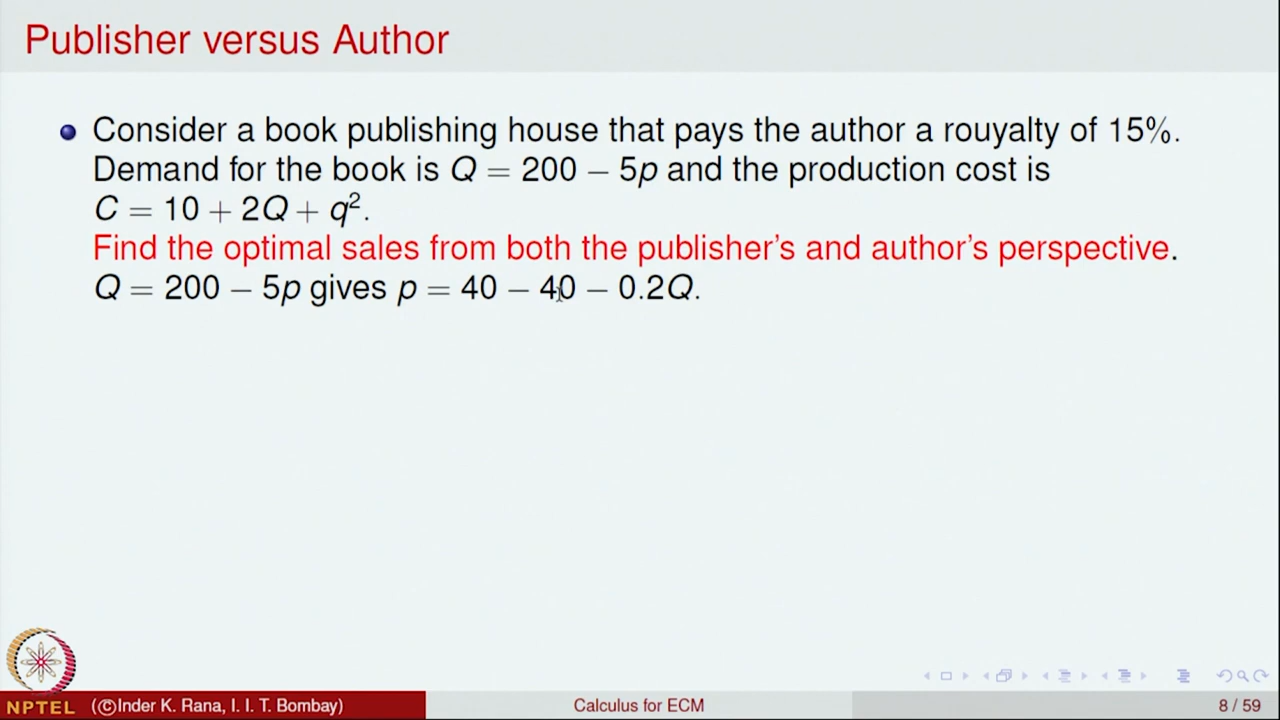 Publisher versus Author
Consider a book publishing house that pays the author a rouyalty of 15%.
Demand for the book is Q = 200 − 5p and the production cost is
C = 10 + 2Q + q².
Find the optimal sales from both the publisher's and author's perspective.
Q = 200 − 5p gives p = 40 − 40 − 0.2Q.
NPTEL
(©Inder K. Rana, I. I. T. Bombay)
Calculus for ECM
8 / 59